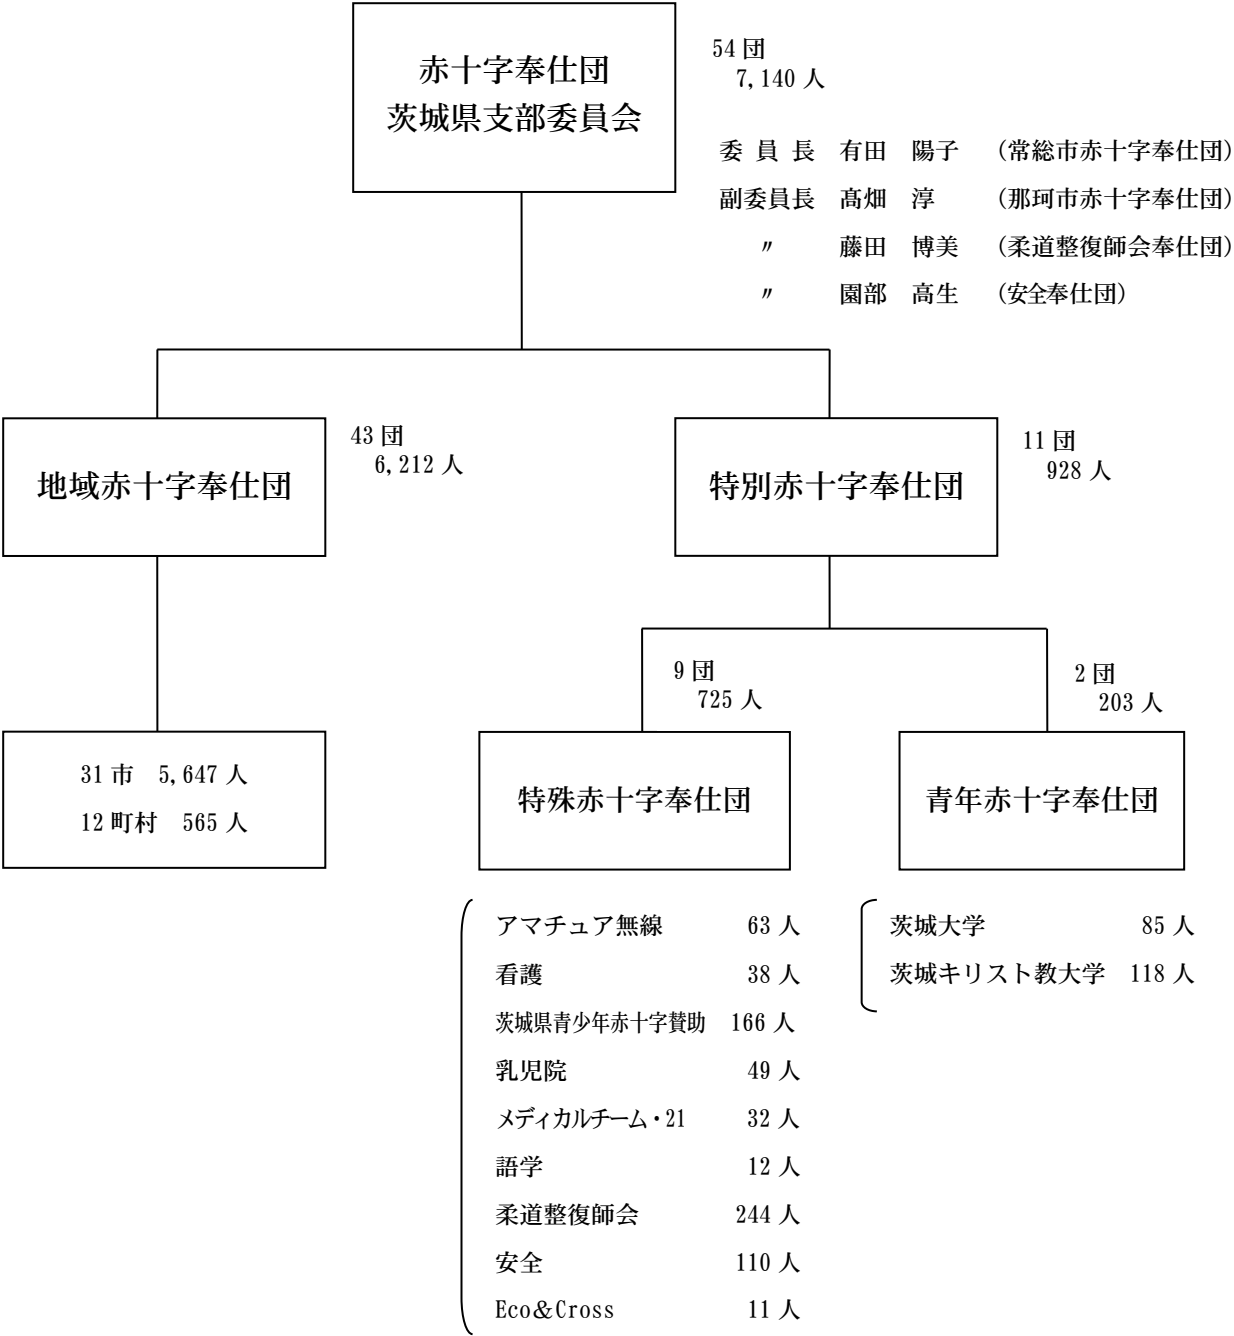 赤十字奉仕団
茨城県支部委員会
54 団
7,140 人
委 員 長 有田 陽子 （常総市赤十字奉仕団）
副委員長 髙畑 淳 （那珂市赤十字奉仕団）
〃 藤田 博美 （柔道整復師会奉仕団）
〃 園部 高生 （安全奉仕団）
地域赤十字奉仕団
43 団
6,212 人
特別赤十字奉仕団
11 団
928 人
31 市 5,647 人
12 町村 565 人
9 団
725 人
特殊赤十字奉仕団
2 団
203 人
青年赤十字奉仕団
アマチュア無線 63 人
看護 38 人
茨城県青少年赤十字賛助 166 人
乳児院 49 人
メディカルチーム・21 32 人
語学 12 人
柔道整復師会 244 人
安全 110 人
Eco＆Cross 11 人
茨城大学 85 人
茨城キリスト教大学 118 人